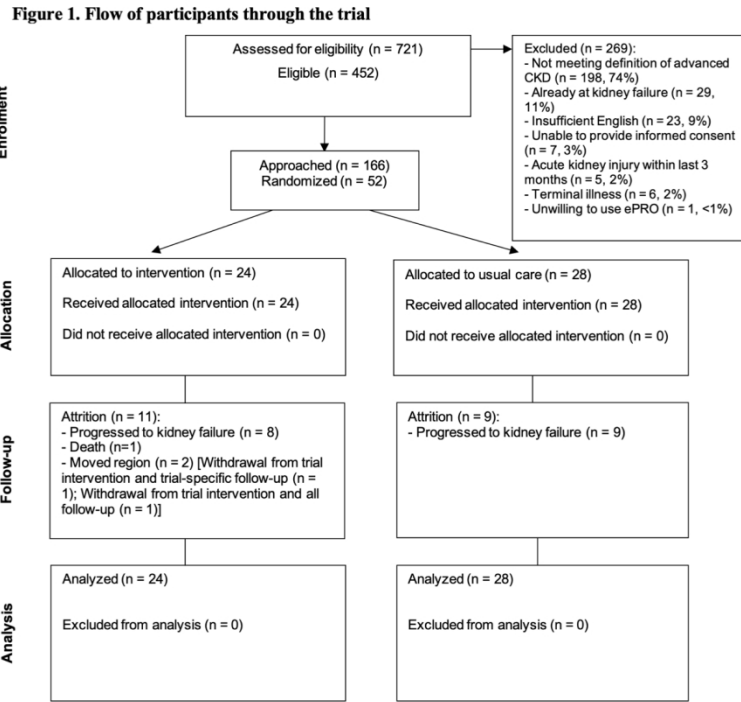 Figure 1. Flow of participants through the trial
Assessed for eligibility (n = 721)
Eligible (n = 452)
Excluded (n = 269):
- Not meeting definition of advanced
CKD (n = 198, 74%)
- Already at kidney failure (n = 29,
11%)
- Insufficient English (n = 23, 9%)
- Unable to provide informed consent
(n = 7, 3%)
- Acute kidney injury within last 3
months (n = 5, 2%)
- Terminal illness (n = 6, 2%)
- Unwilling to use ePRO (n = 1, <1%)
Enrolment
Approached (n = 166)
Randomized (n = 52)
Allocation
Allocated to intervention (n = 24)
Received allocated intervention (n = 24)
Did not receive allocated intervention (n = 0)
Allocated to usual care (n = 28)
Received allocated intervention (n = 28)
Did not receive allocated intervention (n = 0)
Follow-up
Attrition (n = 11):
- Progressed to kidney failure (n = 8)
- Death (n=1)
- Moved region (n = 2) [Withdrawal from trial
intervention and trial-specific follow-up (n =
1); Withdrawal from trial intervention and all
follow-up (n = 1)]
Attrition (n = 9):
- Progressed to kidney failure (n = 9)
Analysis
Analyzed (n = 24)
Excluded from analysis (n = 0)
Analyzed (n = 28)
Excluded from analysis (n = 0)